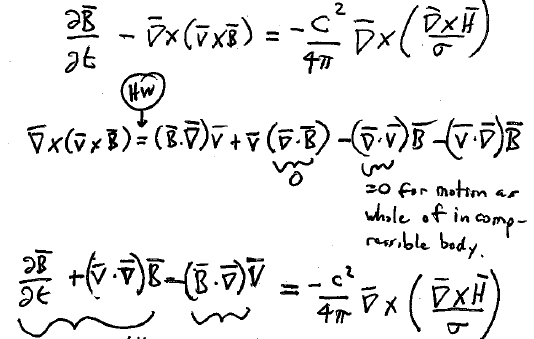 ∂B̄/∂t − ∇̄×(v̄×B̄) = −c²/4π ∇̄×(∇̄×H̄/σ)
HW
∇̄×(v̄×B̄) = (B̄·∇̄)v̄ + v̄(∇̄·B̄) − (∇̄·v̄)B̄ − (v̄·∇̄)B̄
0
=0 for motion as
whole of incomp-
ressible body.
∂B̄/∂t + (v̄·∇̄)B̄ − (B̄·∇̄)v̄ = −c²/4π ∇̄×(∇̄×H̄/σ)